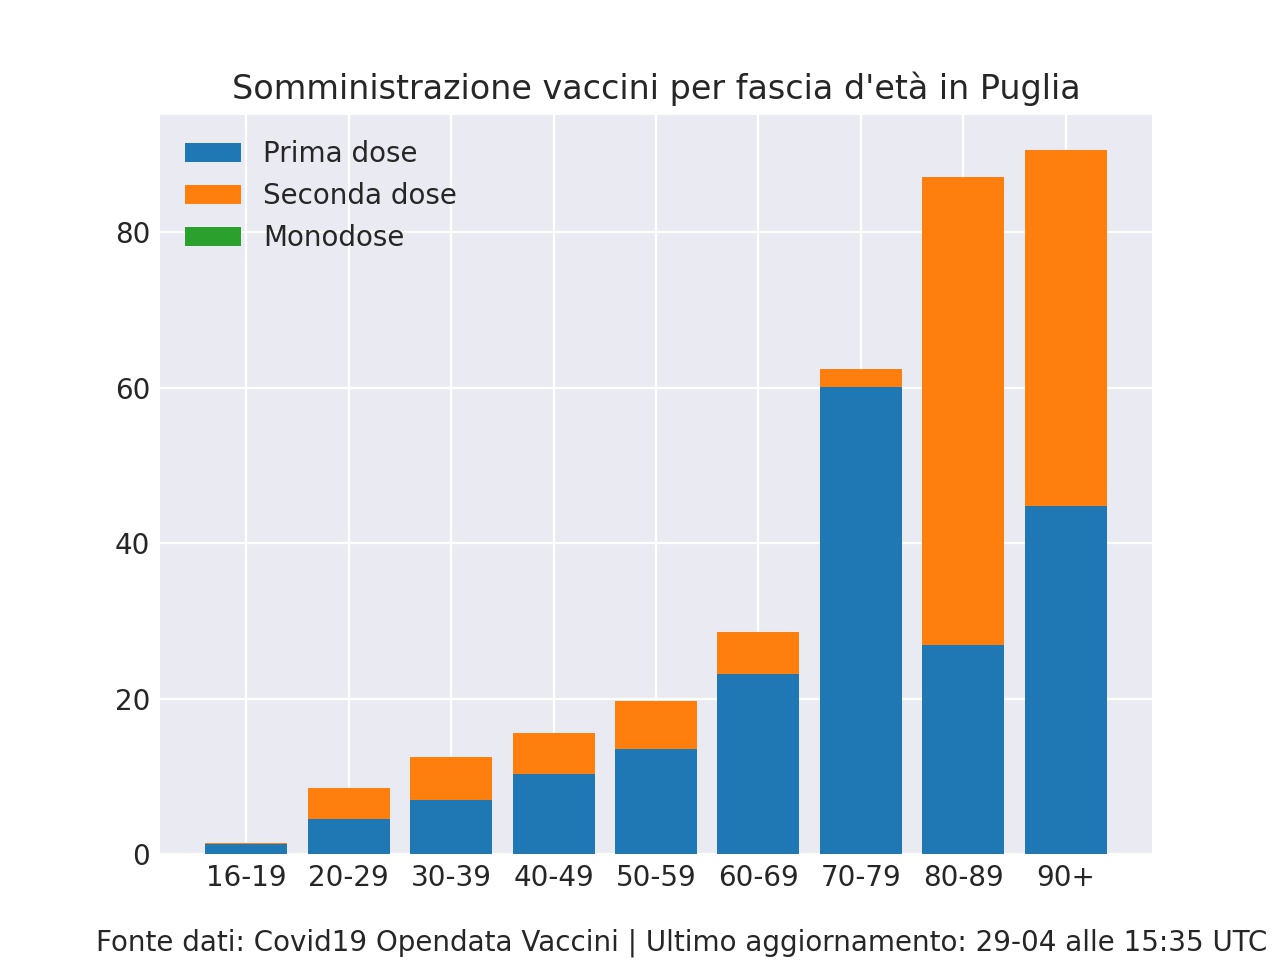 Somministrazione vaccini per fascia d'età in Puglia
Prima dose
Seconda dose
Monodose
80
60
40
20
0
16-19 20-29 30-39 40-49 50-59 60-69 70-79 80-89 90+
Fonte dati: Covid19 Opendata Vaccini | Ultimo aggiornamento: 29-04 alle 15:35 UTC